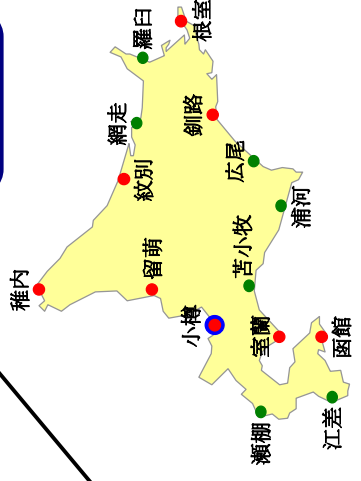 稚内
留萌
小樽
瀬棚
江差
函館
室蘭
苫小牧
浦河
広尾
釧路
根室
羅臼
網走
紋別